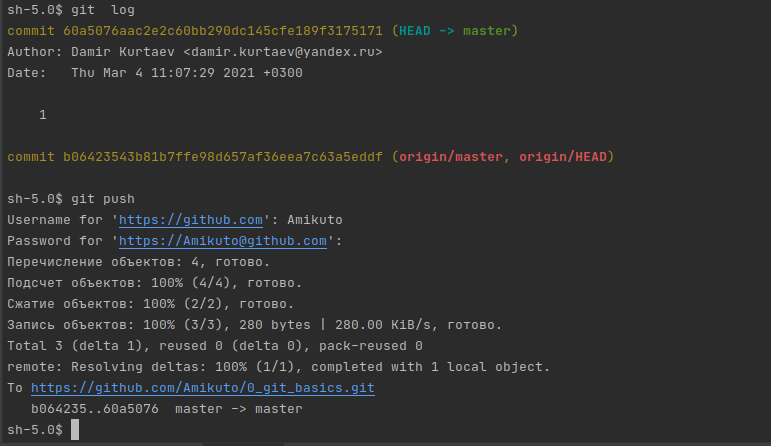 sh-5.0$ git  log
commit 60a5076aac2e2c60bb290dc145cfe189f3175171 (HEAD -> master)
Author: Damir Kurtaev <damir.kurtaev@yandex.ru>
Date:   Thu Mar 4 11:07:29 2021 +0300
1
commit b06423543b81b7ffe98d657af36eea7c63a5eddf (origin/master, origin/HEAD)
sh-5.0$ git push
Username for 'https://github.com': Amikuto
Password for 'https://Amikuto@github.com':
Перечисление объектов: 4, готово.
Подсчет объектов: 100% (4/4), готово.
Сжатие объектов: 100% (2/2), готово.
Запись объектов: 100% (3/3), 280 bytes | 280.00 KiB/s, готово.
Total 3 (delta 1), reused 0 (delta 0), pack-reused 0
remote: Resolving deltas: 100% (1/1), completed with 1 local object.
To https://github.com/Amikuto/0_git_basics.git
   b064235..60a5076  master -> master
sh-5.0$